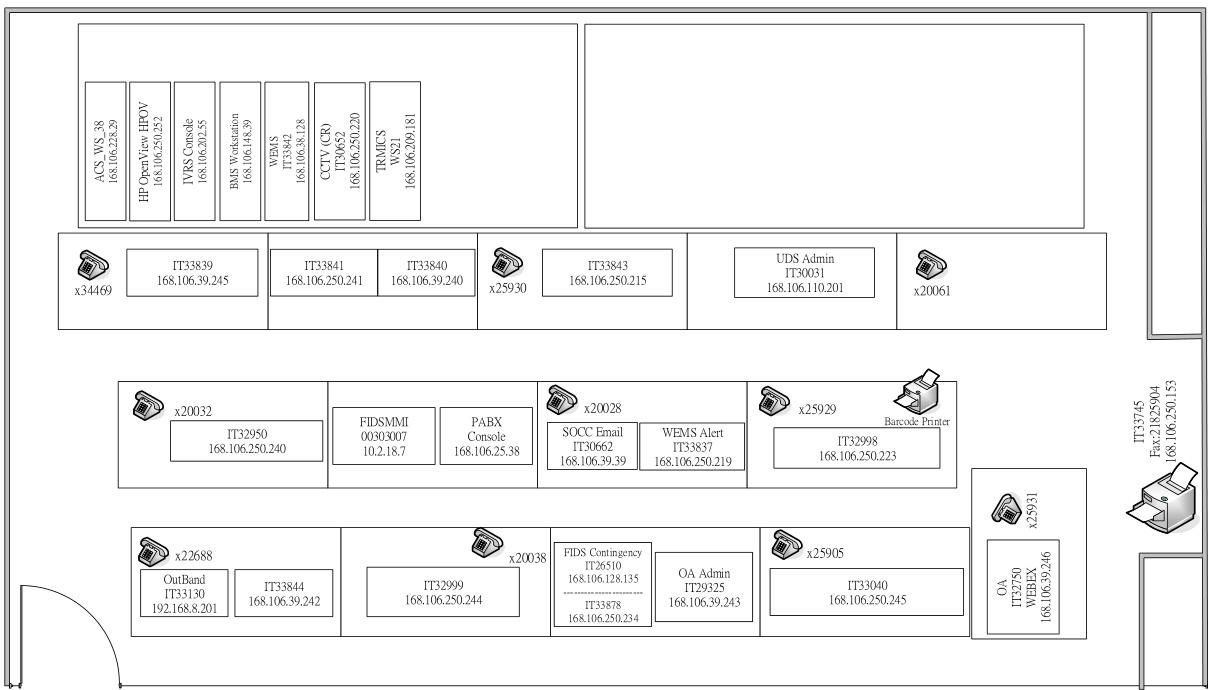 ACS_WS_38
168.106.228.29
HP OpenView HPOV
168.106.250.252
IVRS Console
168.106.202.55
BMS Workstation
168.106.148.39
WEMS
IT33842
168.106.38.128
CCTV (CR)
IT30652
168.106.250.220
TRMICS
WS21
168.106.209.181
x34469
IT33839
168.106.39.245
IT33841
168.106.250.241
IT33840
168.106.39.240
x25930
IT33843
168.106.250.215
UDS Admin
IT30031
168.106.110.201
x20061
x20032
IT32950
168.106.250.240
FIDSMMI
00303007
10.2.18.7
PABX
Console
168.106.25.38
x20028
SOCC Email
IT30662
168.106.39.39
WEMS Alert
IT33837
168.106.250.219
x25929
Barcode Printer
IT32998
168.106.250.223
IT33745
Fax:21825904
168.106.250.153
x25931
OA
IT32750
WEBEX
168.106.39.246
x22688
OutBand
IT33130
192.168.8.201
IT33844
168.106.39.242
x20038
IT32999
168.106.250.244
FIDS Contingency
IT26510
168.106.128.135
-----------------------
IT33878
168.106.250.234
OA Admin
IT29325
168.106.39.243
x25905
IT33040
168.106.250.245